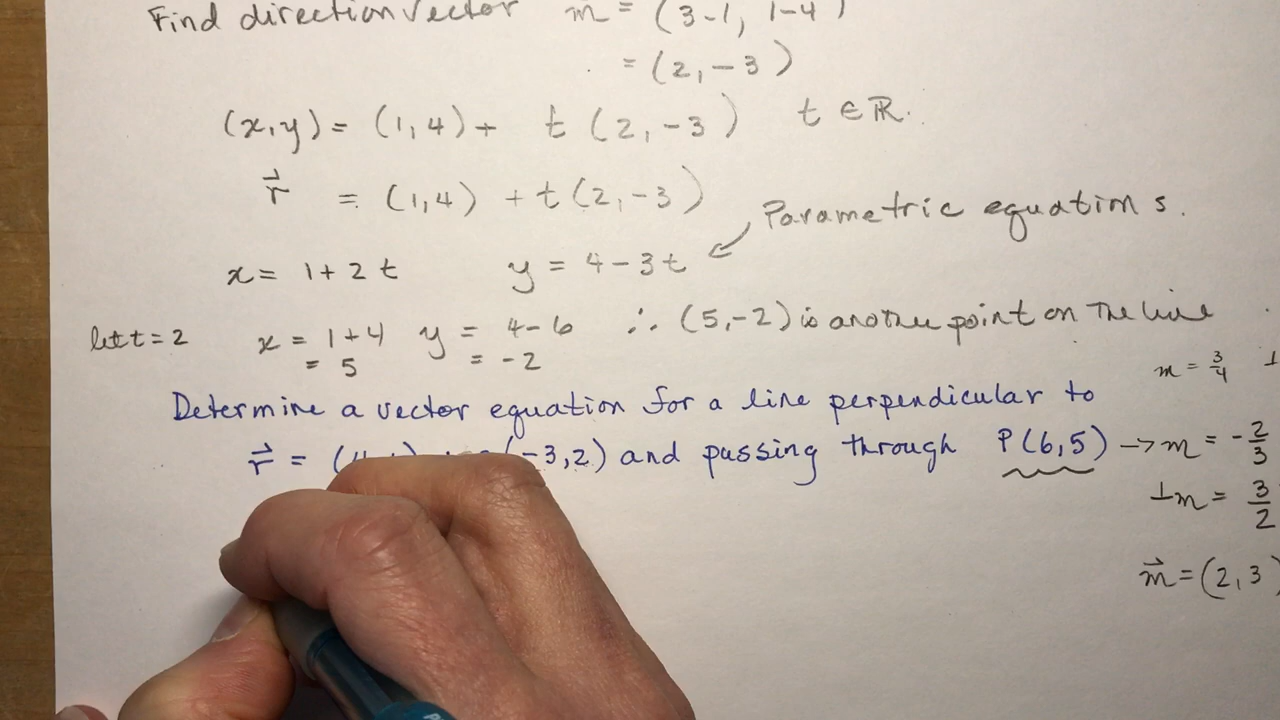 Find direction vector m⃗ = (3-1, 1-4)
= (2,-3)
(x,y) = (1,4) + t (2,-3) t ∈ ℝ.
r⃗ = (1,4) + t(2,-3)
Parametric equations.
x = 1+2t y = 4-3t
let t=2 x = 1+4 y = 4-6 ∴ (5,-2) is another point on the line
= 5 = -2
m = 3/4 ⊥
Determine a vector equation for a line perpendicular to
r⃗ = (-3,2) and passing through P(6,5) → m = -2/3
⊥m = 3/2
m⃗ = (2,3)